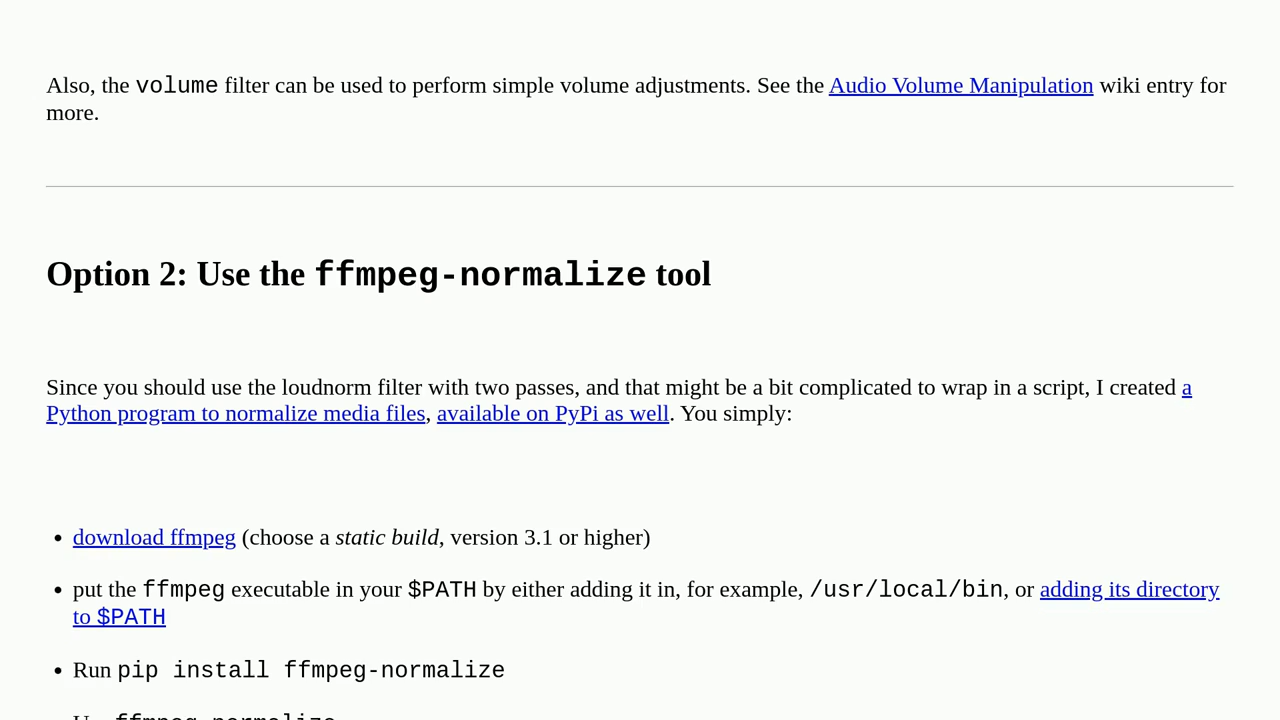 Also, the volume filter can be used to perform simple volume adjustments. See the Audio Volume Manipulation wiki entry for
more.
Option 2: Use the ffmpeg-normalize tool
Since you should use the loudnorm filter with two passes, and that might be a bit complicated to wrap in a script, I created a
Python program to normalize media files, available on PyPi as well. You simply:
• download ffmpeg (choose a static build, version 3.1 or higher)
• put the ffmpeg executable in your $PATH by either adding it in, for example, /usr/local/bin, or adding its directory
to $PATH
• Run pip install ffmpeg-normalize
Use ffmpeg-normalize